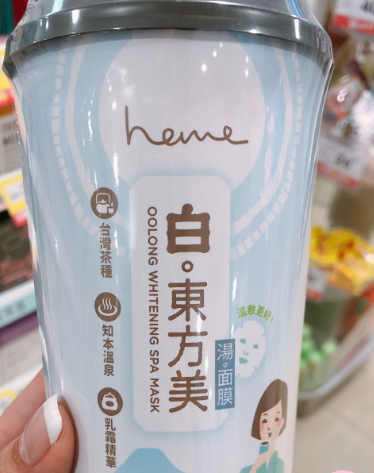 heme
白。東方美
湯。面膜
OOLONG WHITENING SPA MASK
台灣茶種
知本溫泉
乳霜精華
溫敷更好!